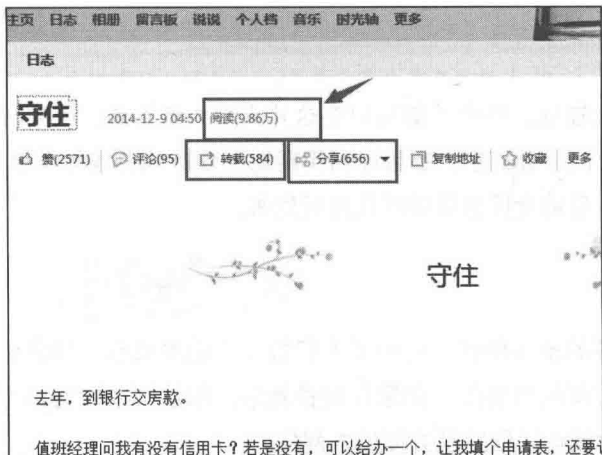 主页 日志 相册 留言板 说说 个人档 音乐 时光轴 更多
日志
守住 2014-12-9 04:50 阅读(9.86万)
赞(2571) 评论(95) 转载(584) 分享(656) 复制地址 收藏 更多
守住
去年，到银行交房款。
值班经理问我有没有信用卡？若是没有，可以给办一个，让我填个申请表，还要